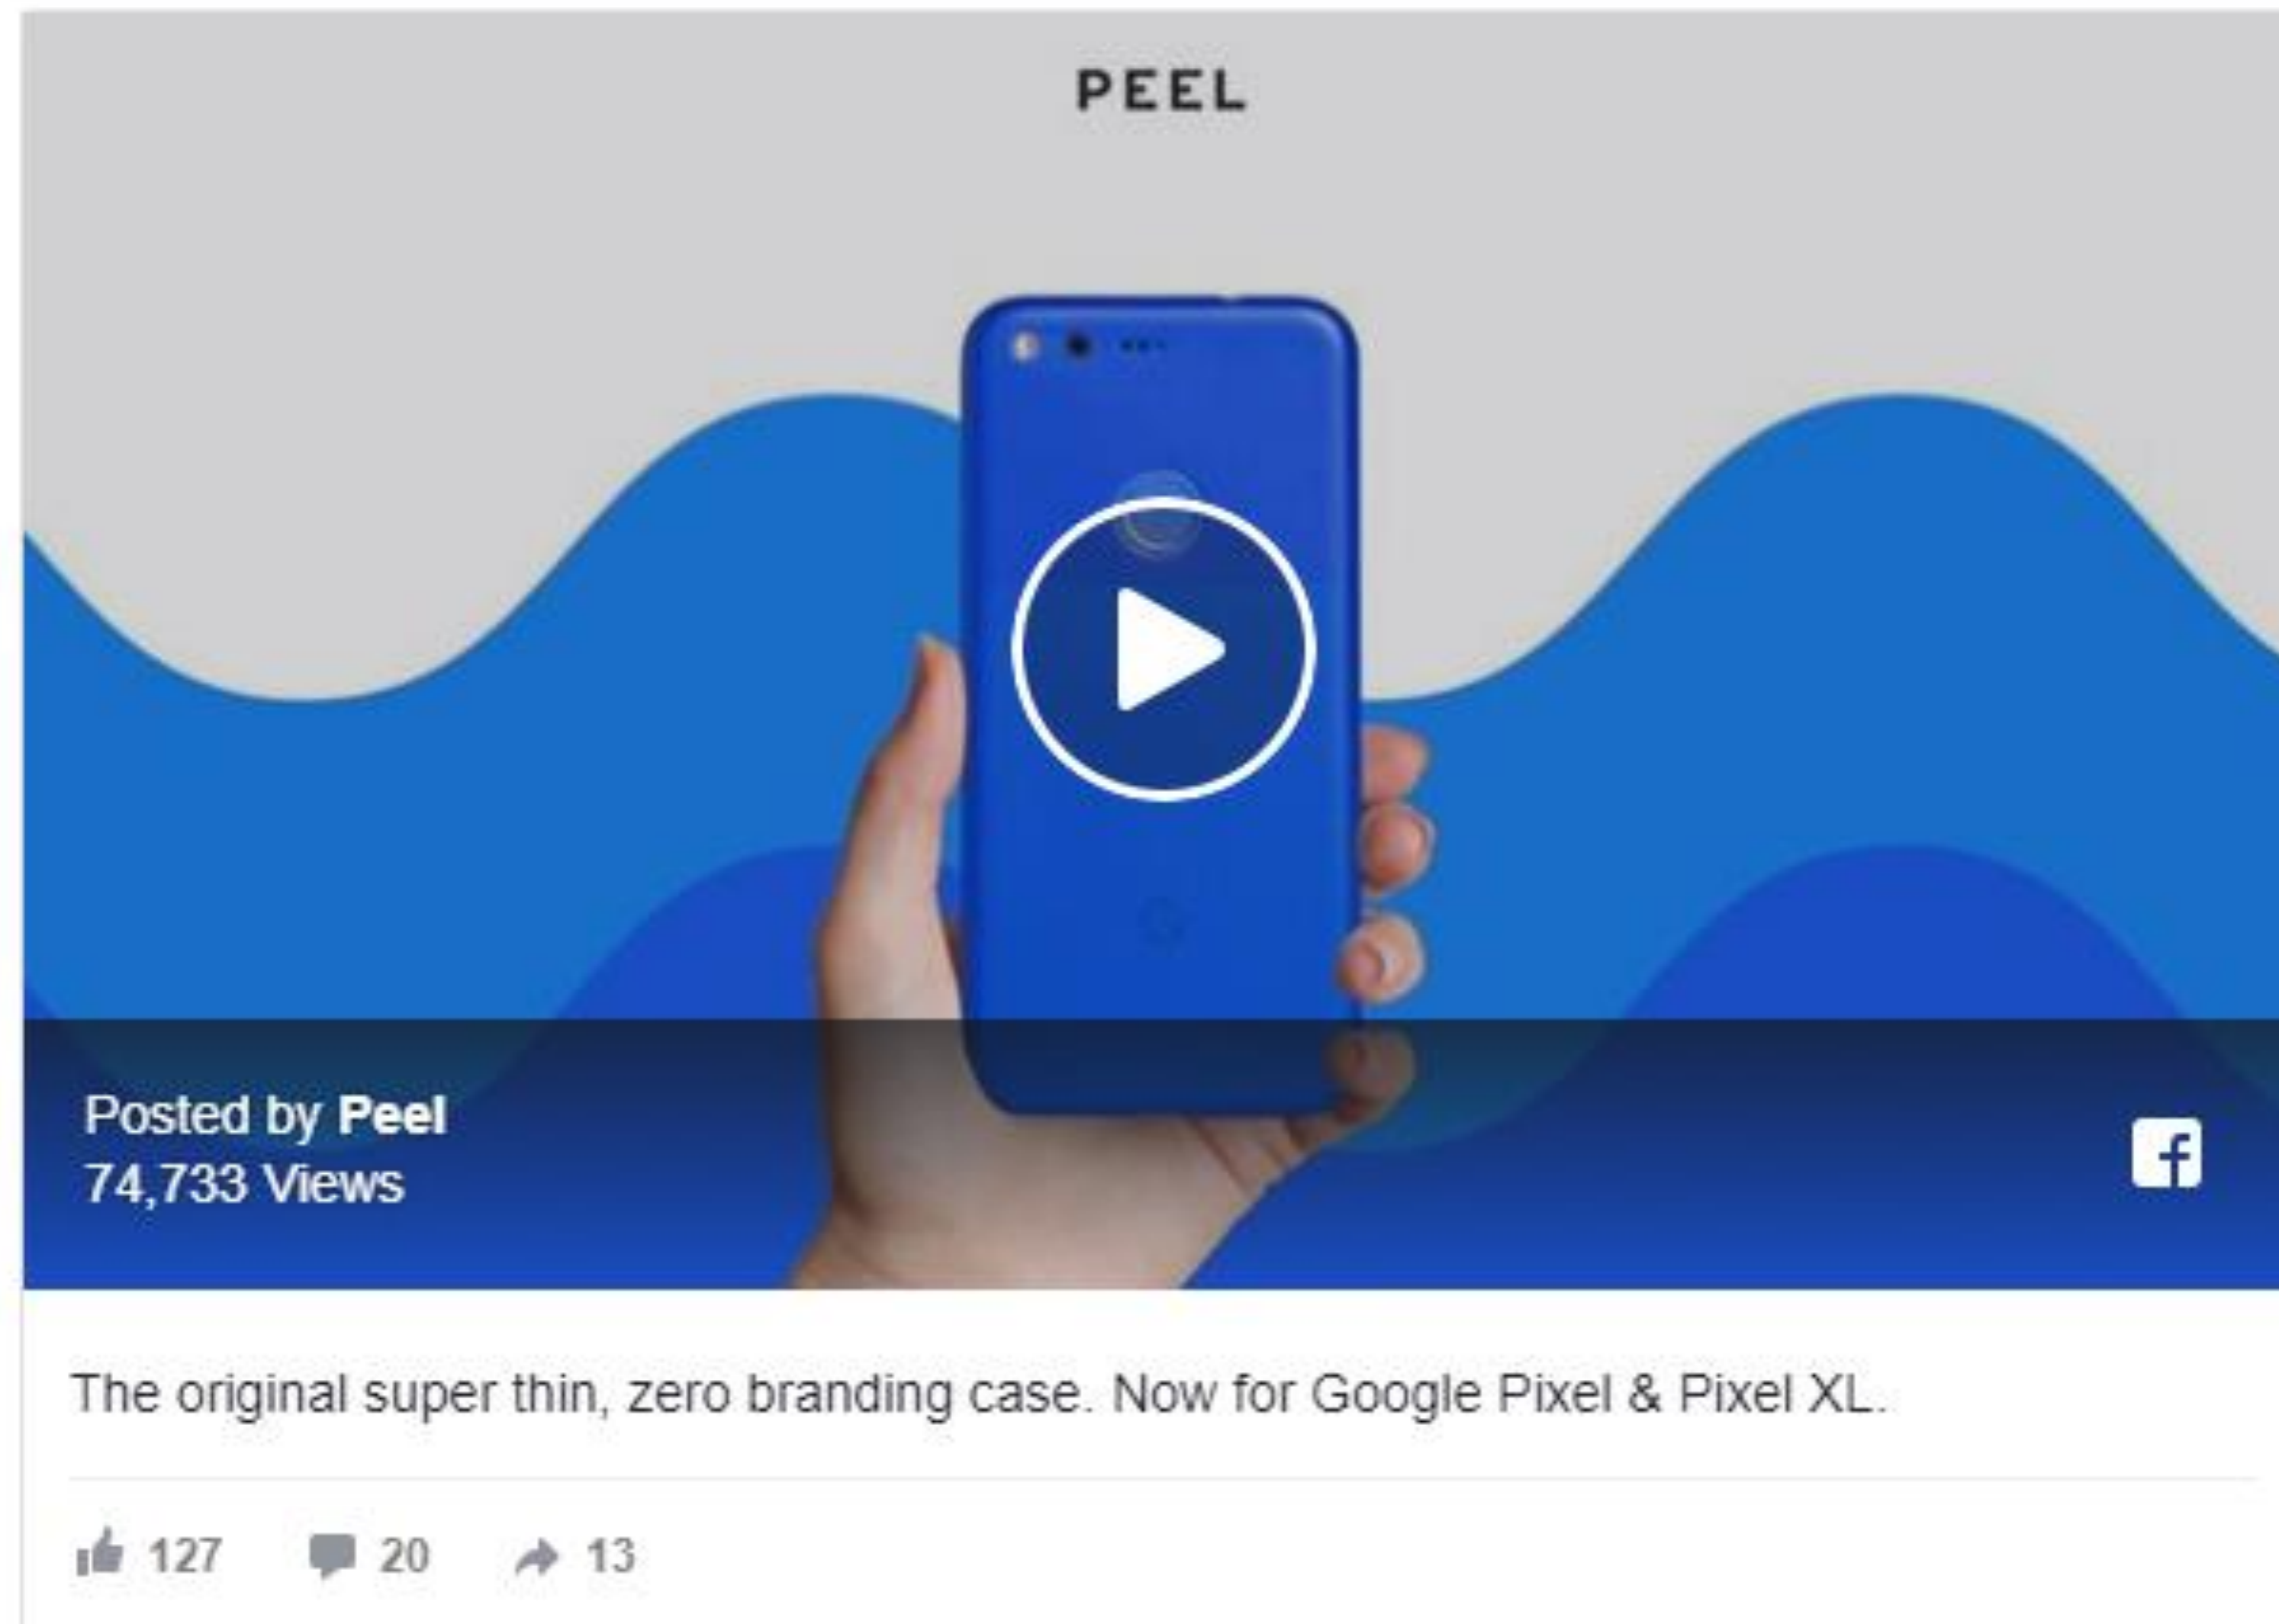 PEEL
Posted by Peel
74,733 Views
The original super thin, zero branding case. Now for Google Pixel & Pixel XL.
127 20 13